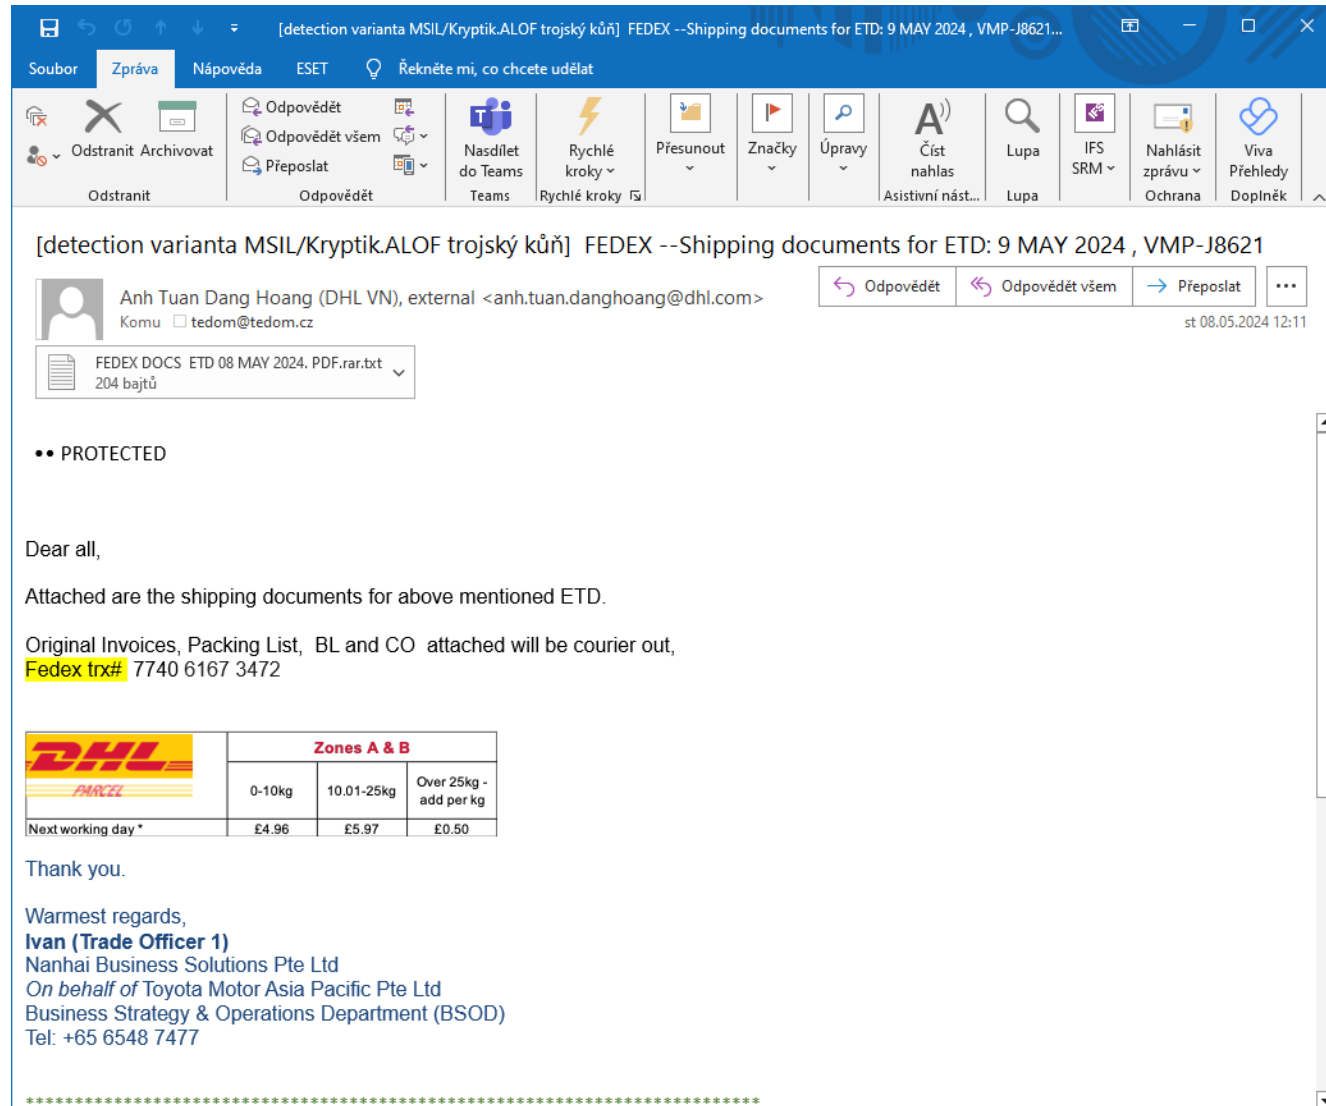 [detection varianta MSIL/Kryptik.ALOF trojský kůň]  FEDEX --Shipping documents for ETD: 9 MAY 2024 , VMP-J8621...
Soubor Zpráva Nápověda ESET Řekněte mi, co chcete udělat
Odstranit Archivovat
Odpovědět
Odpovědět všem
Přeposlat
Nasdílet do Teams
Rychlé kroky
Přesunout
Značky
Úpravy
Číst nahlas
Lupa
IFS SRM
Nahlásit zprávu
Viva Přehledy
Odstranit Odpovědět Teams Rychlé kroky Asistivní nást... Lupa Ochrana Doplněk
[detection varianta MSIL/Kryptik.ALOF trojský kůň]  FEDEX --Shipping documents for ETD: 9 MAY 2024 , VMP-J8621
Anh Tuan Dang Hoang (DHL VN), external <anh.tuan.danghoang@dhl.com>
Odpovědět Odpovědět všem Přeposlat
Komu tedom@tedom.cz
st 08.05.2024 12:11
FEDEX DOCS  ETD 08 MAY 2024. PDF.rar.txt
204 bajtů
•• PROTECTED
Dear all,
Attached are the shipping documents for above mentioned ETD.
Original Invoices, Packing List,  BL and CO  attached will be courier out,
Fedex trx#  7740 6167 3472
DHL
PARCEL
Zones A & B
0-10kg 10.01-25kg Over 25kg - add per kg
Next working day * £4.96 £5.97 £0.50
Thank you.
Warmest regards,
Ivan (Trade Officer 1)
Nanhai Business Solutions Pte Ltd
On behalf of Toyota Motor Asia Pacific Pte Ltd
Business Strategy & Operations Department (BSOD)
Tel: +65 6548 7477
***************************************************************************